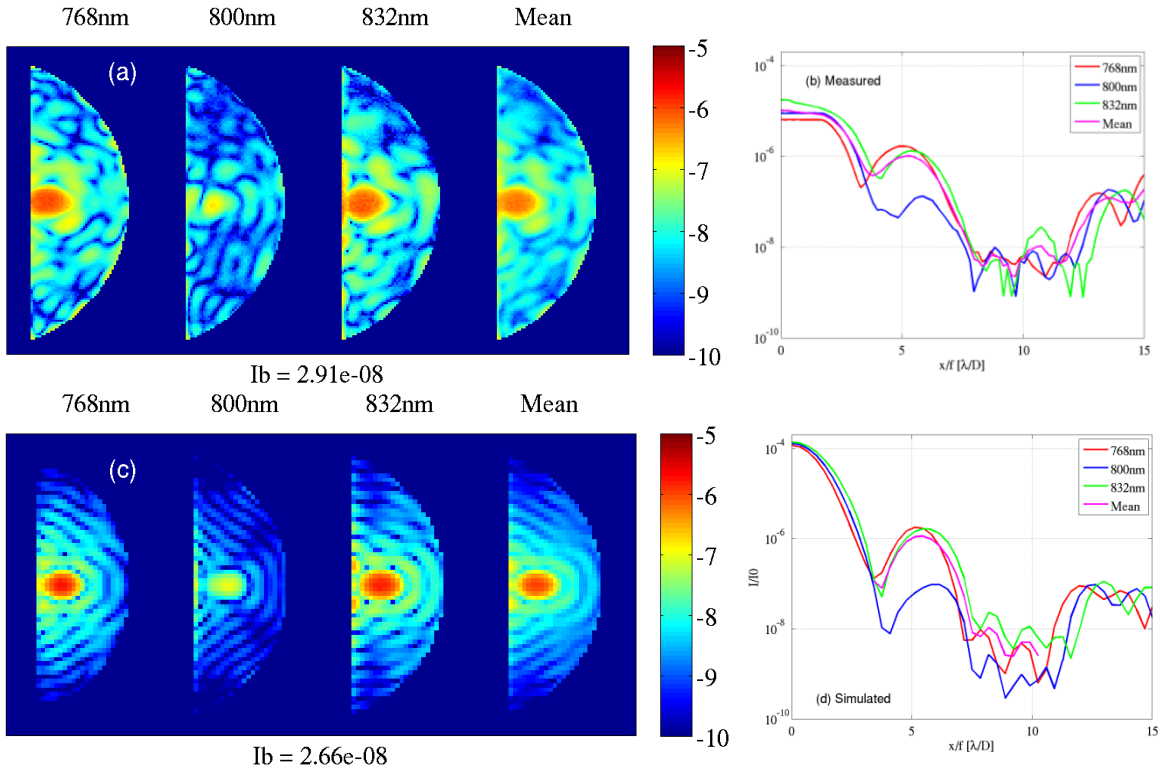 768nm 800nm 832nm Mean
(a)
-5
-6
-7
-8
-9
-10
Ib = 2.91e-08
(b) Measured
768nm
800nm
832nm
Mean
10⁻⁴
10⁻⁶
10⁻⁸
10⁻¹⁰
0 5 10 15
x/f [λ/D]
768nm 800nm 832nm Mean
(c)
-5
-6
-7
-8
-9
-10
Ib = 2.66e-08
(d) Simulated
768nm
800nm
832nm
Mean
I/I0
10⁻⁴
10⁻⁶
10⁻⁸
10⁻¹⁰
0 5 10 15
x/f [λ/D]